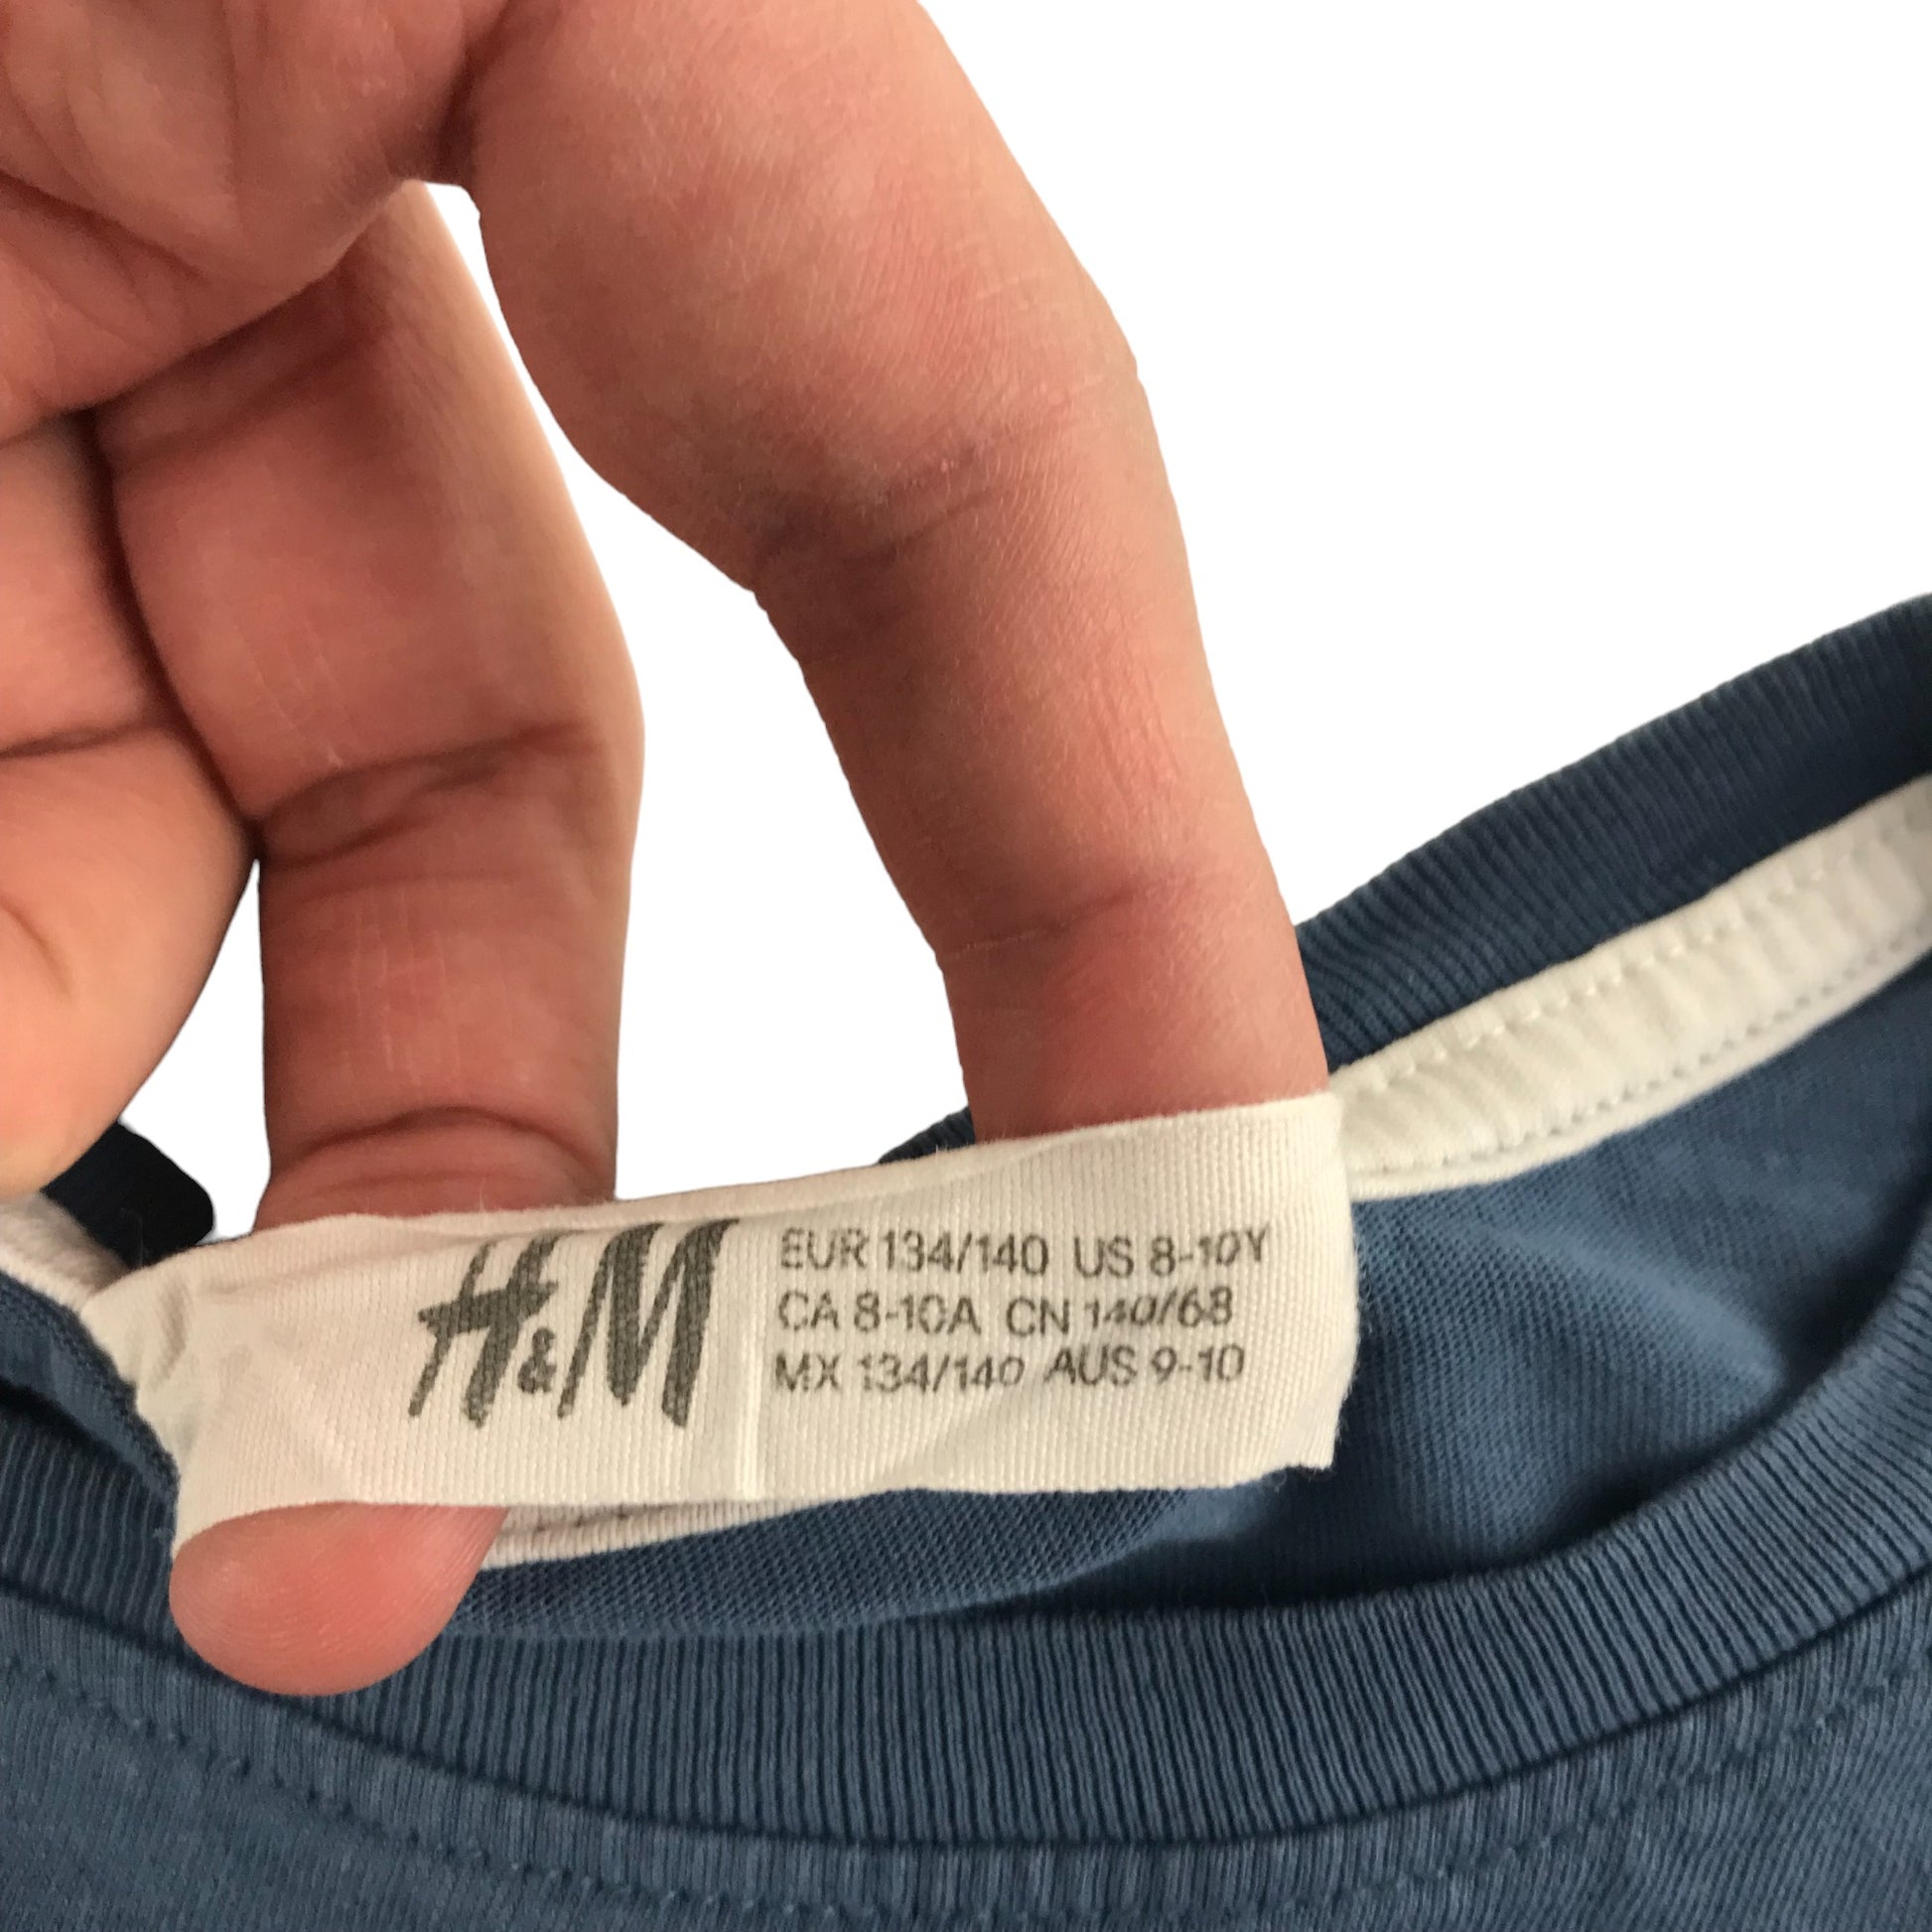 H&M
EUR 134/140 US 8-10Y
CA 8-10A CN 140/68
MX 134/140 AUS 9-10